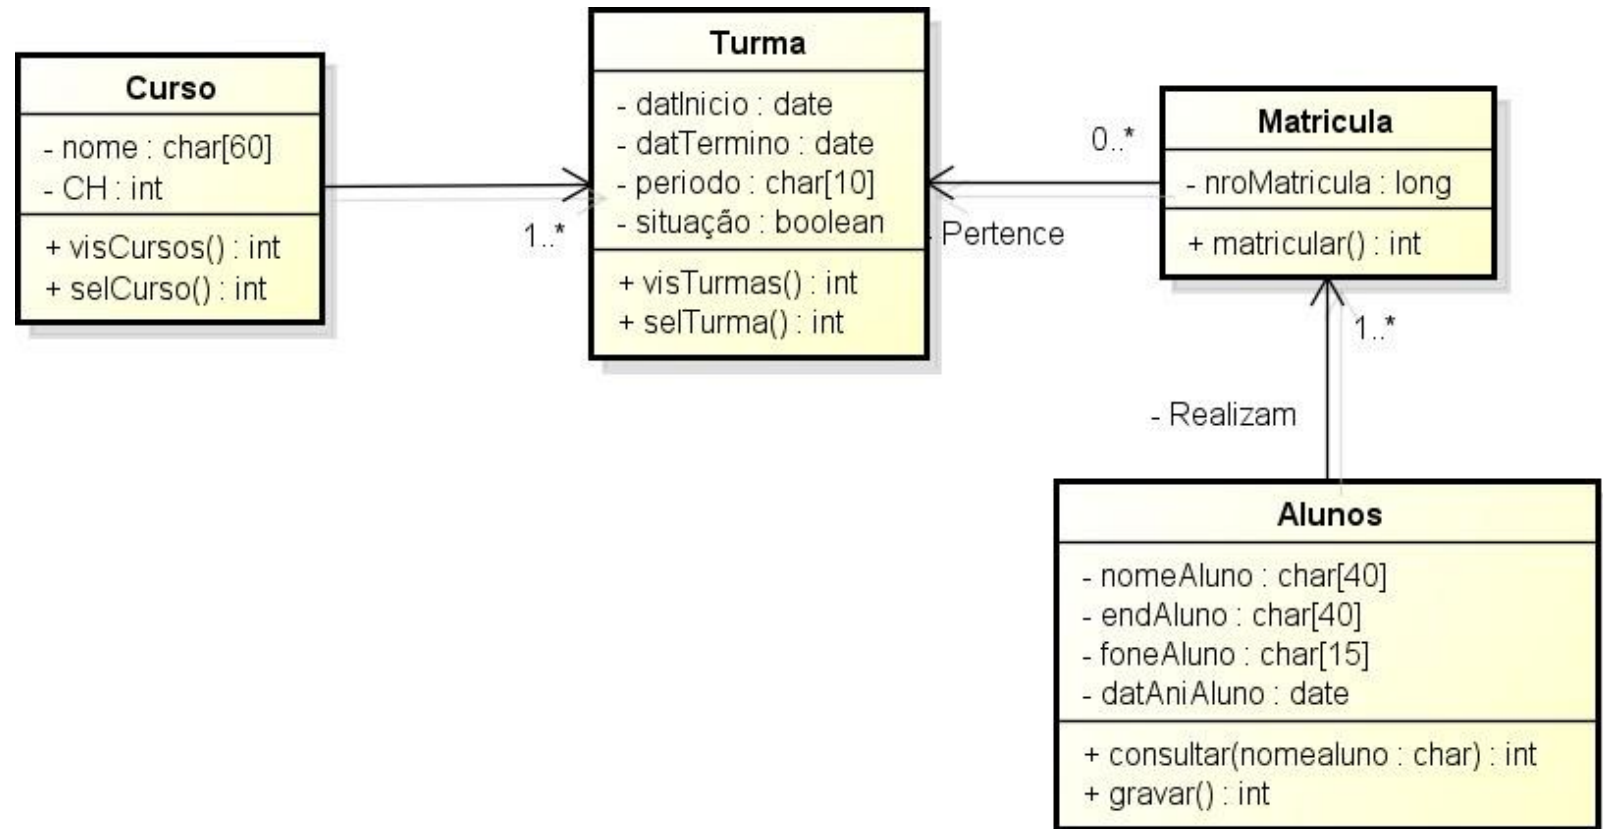 Curso
- nome : char[60]
- CH : int
+ visCursos() : int
+ selCurso() : int
1..*
Turma
- datInicio : date
- datTermino : date
- periodo : char[10]
- situação : boolean
+ visTurmas() : int
+ selTurma() : int
0..*
- Pertence
Matricula
- nroMatricula : long
+ matricular() : int
1..*
- Realizam
Alunos
- nomeAluno : char[40]
- endAluno : char[40]
- foneAluno : char[15]
- datAniAluno : date
+ consultar(nomealuno : char) : int
+ gravar() : int